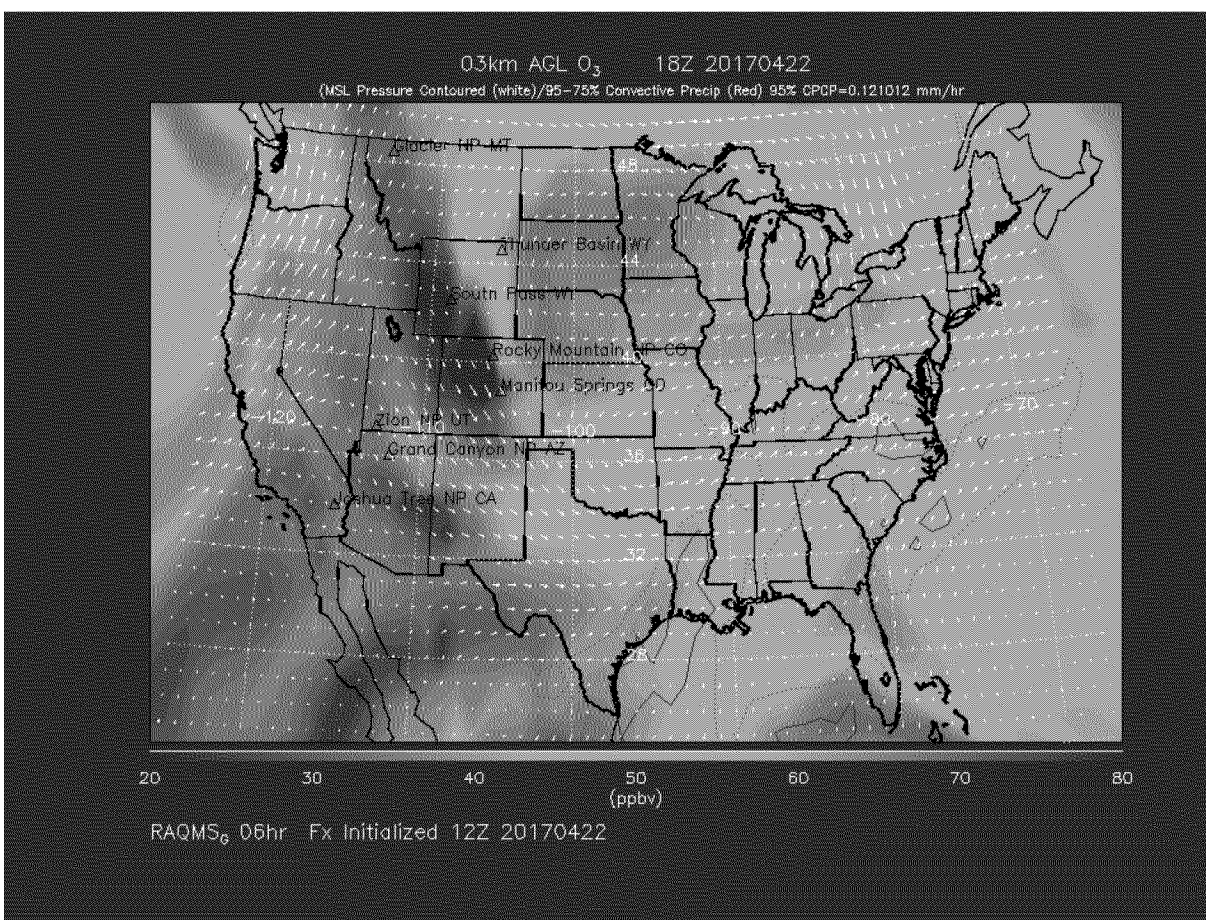 03km AGL O₃ 18Z 20170422
(MSL Pressure Contoured (white)/95-75% Convective Precip (Red) 95% CPCP=0.121012 mm/hr
Glacier NP MT
48
Thunder Basin WY
44
South Pass WY
Rocky Mountain NP CO
40
Manitou Springs CO
-120
Zion NP UT
-110
-100
-90
-80
-70
Grand Canyon NP AZ
36
Joshua Tree NP CA
32
28
20 30 40 50 60 70 80
(ppbv)
RAQMS_G 06hr Fx Initialized 12Z 20170422